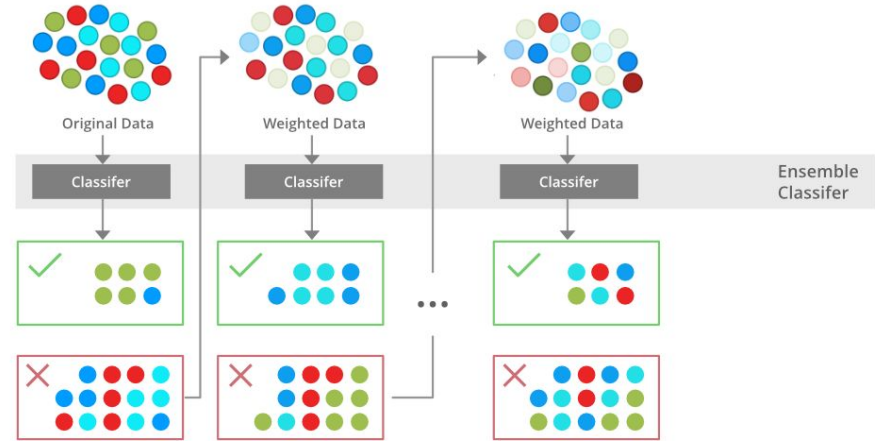 Original Data
Weighted Data
Weighted Data
Classifer
Classifer
Classifer
Ensemble
Classifer
...